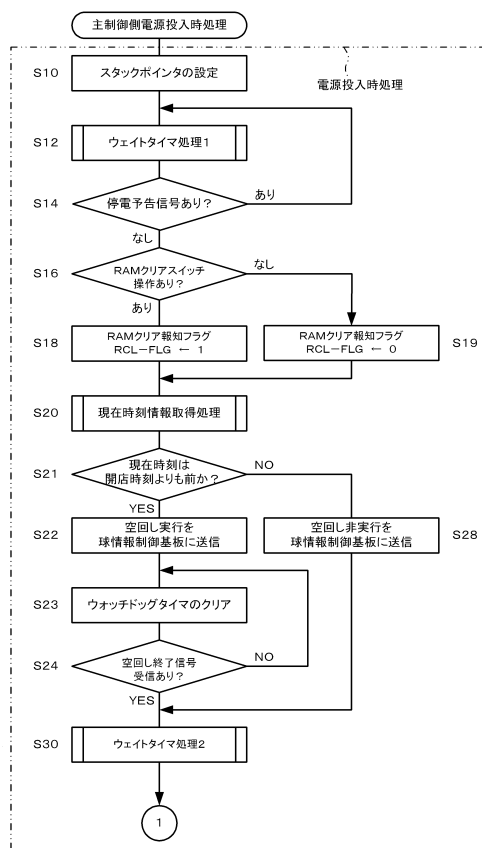 主制御側電源投入時処理
電源投入時処理
S10
スタックポインタの設定
S12
ウェイトタイマ処理1
S14
停電予告信号あり?
あり
なし
S16
RAMクリアスイッチ
操作あり?
なし
あり
S18
RAMクリア報知フラグ
RCL-FLG ← 1
RAMクリア報知フラグ
RCL-FLG ← 0
S19
S20
現在時刻情報取得処理
S21
現在時刻は
開店時刻よりも前か?
NO
YES
S22
空回し実行を
球情報制御基板に送信
空回し非実行を
球情報制御基板に送信
S28
S23
ウォッチドッグタイマのクリア
S24
空回し終了信号
受信あり?
NO
YES
S30
ウェイトタイマ処理2
1